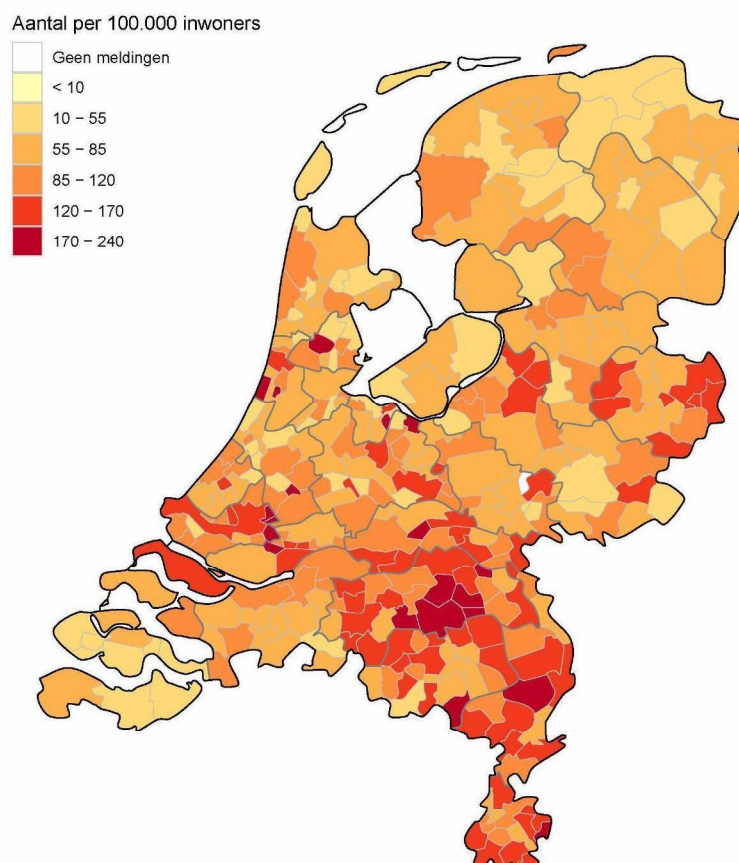 Aantal per 100.000 inwoners
Geen meldingen
< 10
10 − 55
55 − 85
85 − 120
120 − 170
170 − 240